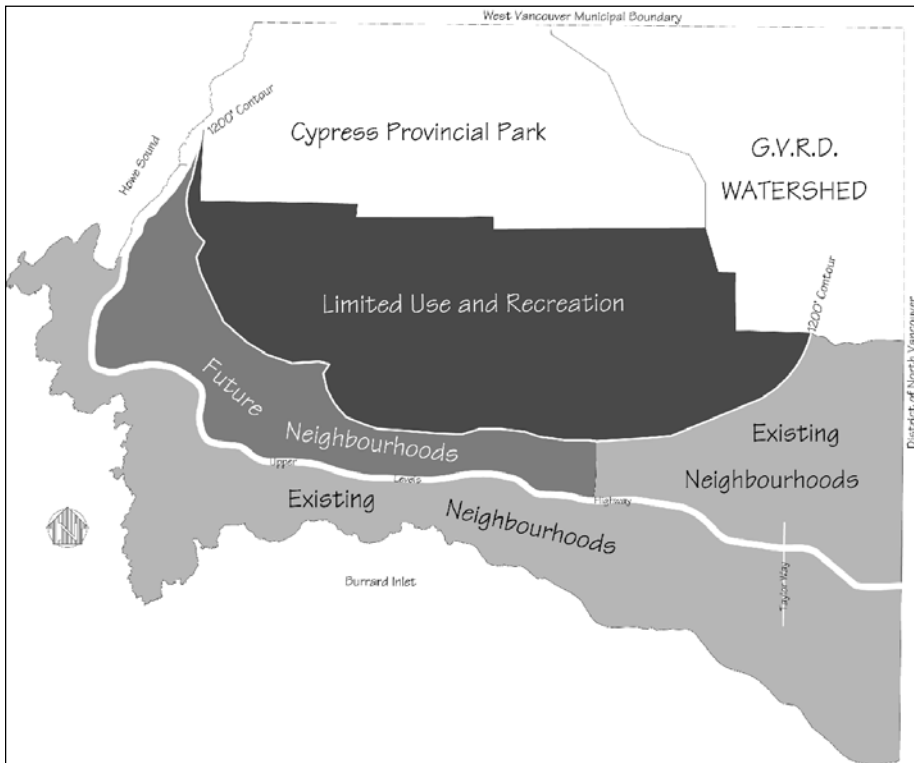 West Vancouver Municipal Boundary
1200' Contour
Cypress Provincial Park
G.V.R.D.
WATERSHED
Howe Sound
1200' Contour
Limited Use and Recreation
District of North Vancouver
Future
Neighbourhoods
Existing
Neighbourhoods
Upper
Levels
Highway
Existing
Neighbourhoods
Taylor Way
Burrard Inlet